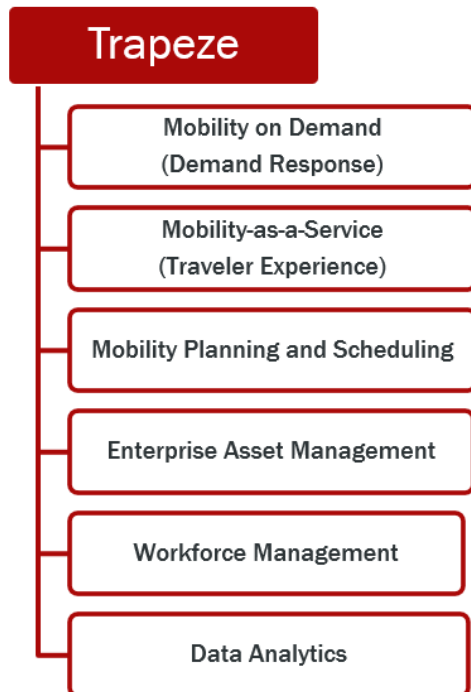 Trapeze
Mobility on Demand
(Demand Response)
Mobility-as-a-Service
(Traveler Experience)
Mobility Planning and Scheduling
Enterprise Asset Management
Workforce Management
Data Analytics